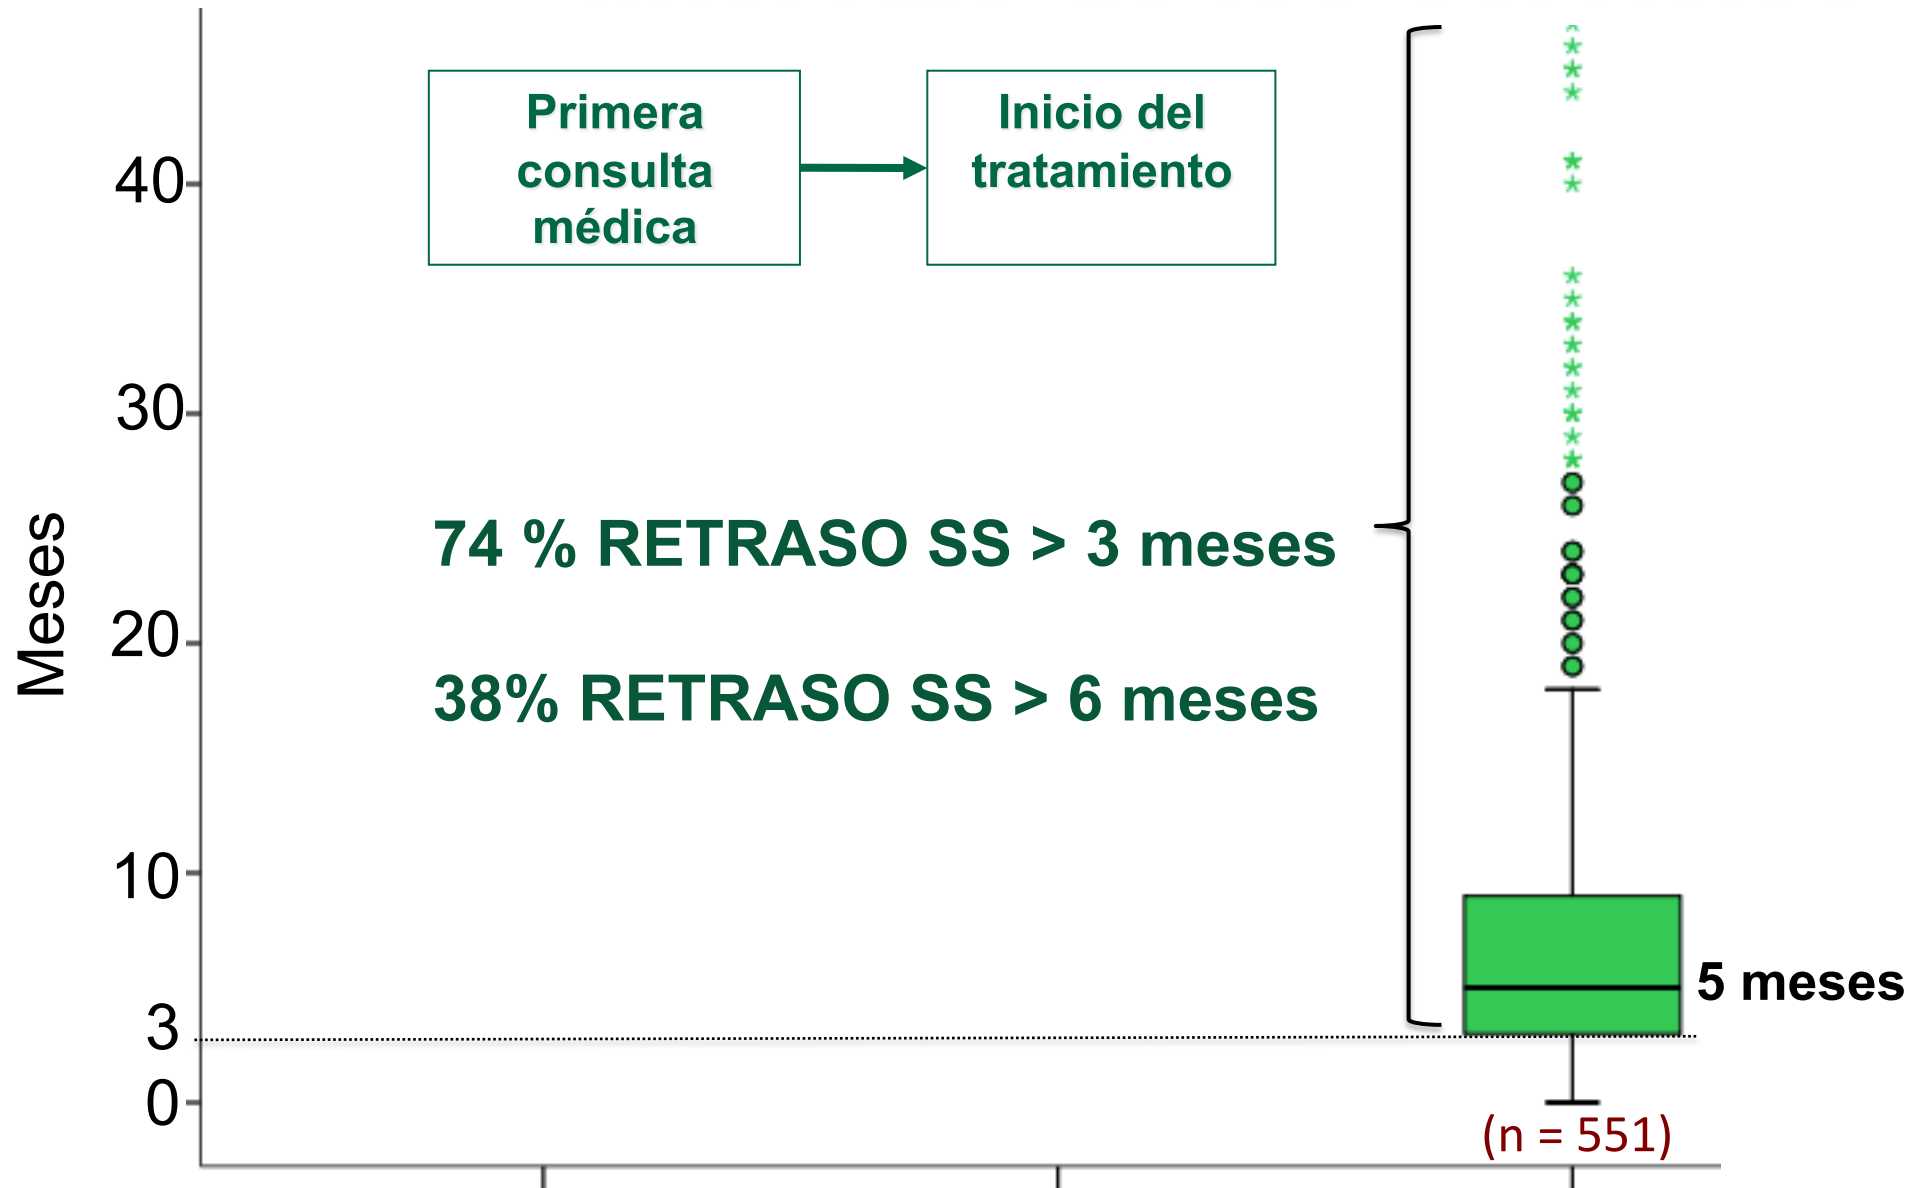 Primera
consulta
médica
Inicio del
tratamiento
40
30
20
10
3
0
Meses
74 % RETRASO SS > 3 meses
38% RETRASO SS > 6 meses
5 meses
(n = 551)